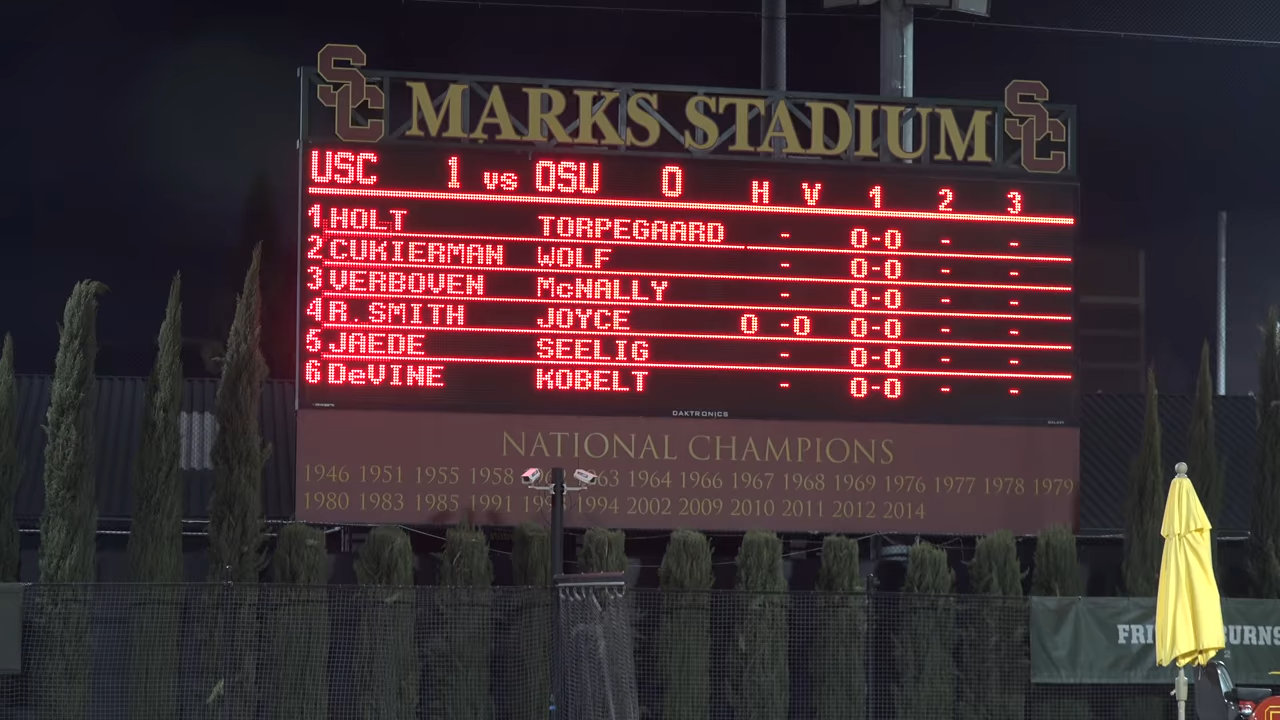 SC MARKS STADIUM SC
USC 1 vs OSU 0 H V 1 2 3
1 HOLT TORPEGAARD - 0-0 - -
2 CUKIERMAN WOLF - 0-0 - -
3 VERBOVEN McNALLY - 0-0 - -
4 R.SMITH JOYCE 0 -0 0-0 - -
5 JAEDE SEELIG - 0-0 - -
6 DeVINE KOBELT - 0-0 - -
DAKTRONICS
NATIONAL CHAMPIONS
1946 1951 1955 1958 1964 1966 1967 1968 1969 1976 1977 1978 1979
1980 1983 1985 1991 1994 2002 2009 2010 2011 2012 2014